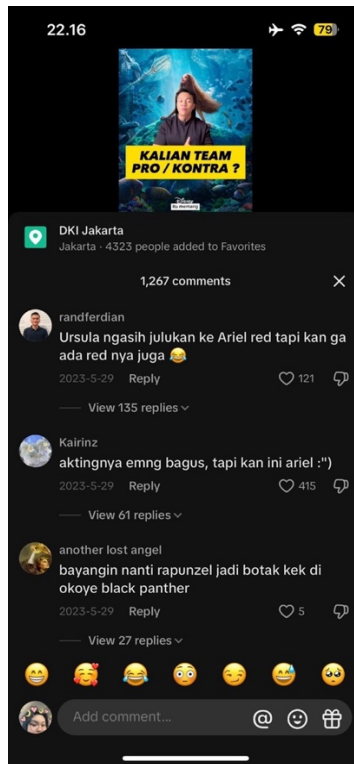 22.16
79
KALIAN TEAM
PRO / KONTRA ?
Disney
DKI Jakarta
Jakarta · 4323 people added to Favorites
1,267 comments
randferdian
Ursula ngasih julukan ke Ariel red tapi kan ga
ada red nya juga 😂
2023-5-29 Reply 121
View 135 replies
Kairinz
aktingnya emng bagus, tapi kan ini ariel :")
2023-5-29 Reply 415
View 61 replies
another lost angel
bayangin nanti rapunzel jadi botak kek di
okoye black panther
2023-5-29 Reply 5
View 27 replies
Add comment...
@